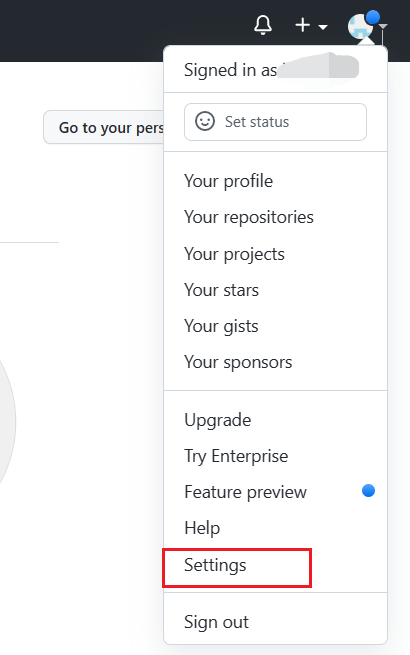 Signed in as
Go to your pers
Set status
Your profile
Your repositories
Your projects
Your stars
Your gists
Your sponsors
Upgrade
Try Enterprise
Feature preview
Help
Settings
Sign out